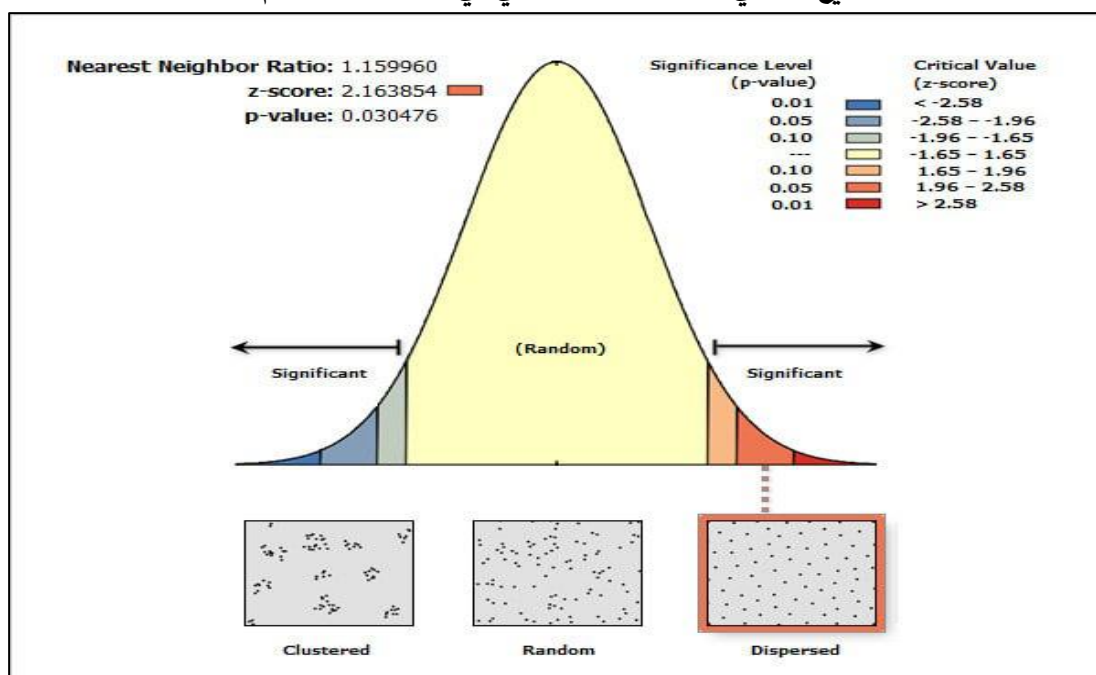 Nearest Neighbor Ratio: 1.159960
z-score: 2.163854
p-value: 0.030476
Significance Level
(p-value)
Critical Value
(z-score)
0.01 < -2.58
0.05 -2.58 – -1.96
0.10 -1.96 – -1.65
--- -1.65 – 1.65
0.10 1.65 – 1.96
0.05 1.96 – 2.58
0.01 > 2.58
(Random)
Significant
Significant
Clustered
Random
Dispersed